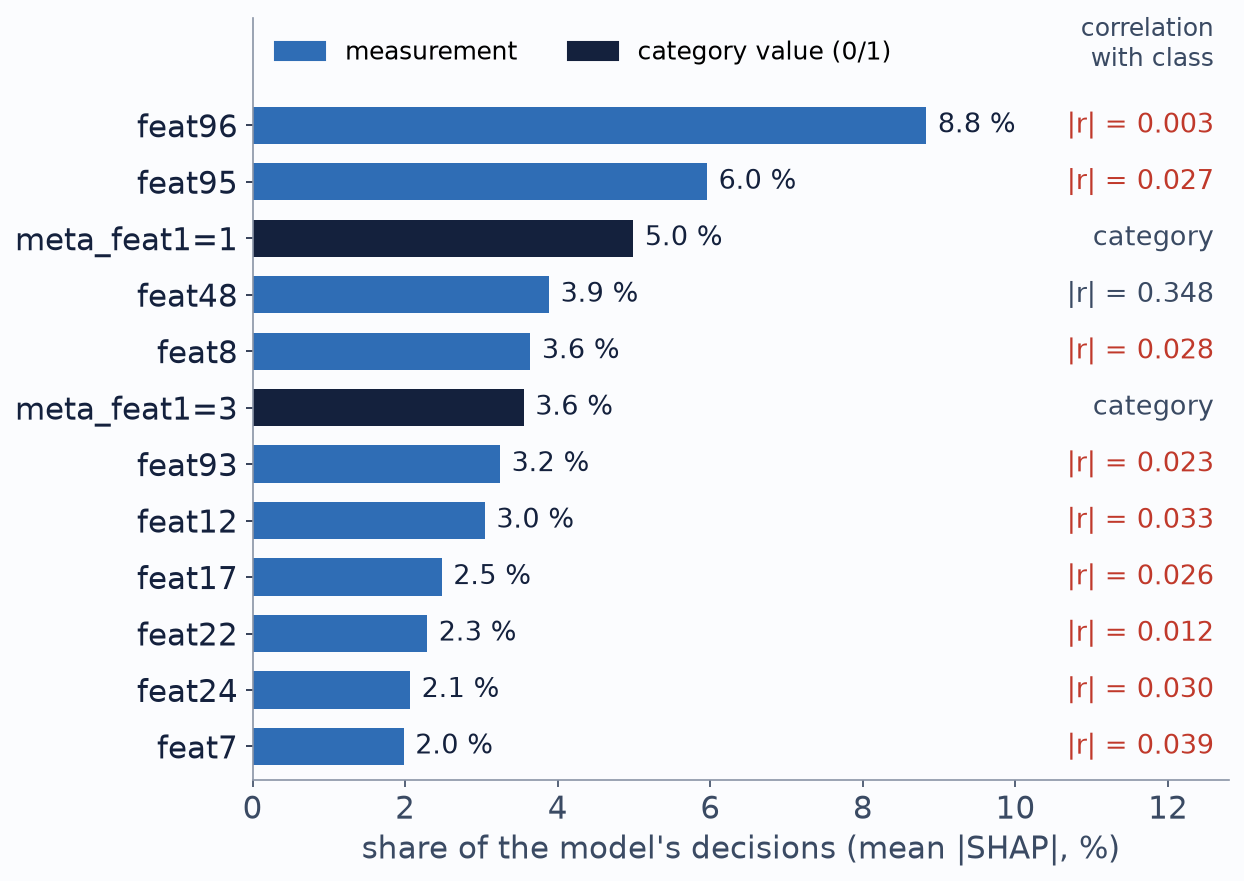 correlation
with class
measurement
category value (0/1)
feat96 8.8 % |r| = 0.003
feat95 6.0 % |r| = 0.027
meta_feat1=1 5.0 % category
feat48 3.9 % |r| = 0.348
feat8 3.6 % |r| = 0.028
meta_feat1=3 3.6 % category
feat93 3.2 % |r| = 0.023
feat12 3.0 % |r| = 0.033
feat17 2.5 % |r| = 0.026
feat22 2.3 % |r| = 0.012
feat24 2.1 % |r| = 0.030
feat7 2.0 % |r| = 0.039
0 2 4 6 8 10 12
share of the model's decisions (mean |SHAP|, %)